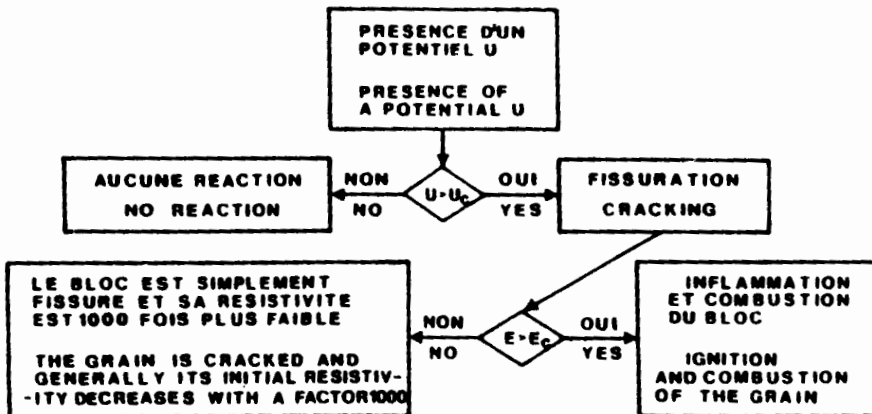 PRESENCE D'UN
POTENTIEL U
PRESENCE OF
A POTENTIAL U
AUCUNE REACTION
NO REACTION
NON
NO
U>Uc
OUI
YES
FISSURATION
CRACKING
LE BLOC EST SIMPLEMENT
FISSURE ET SA RESISTIVITE
EST 1000 FOIS PLUS FAIBLE
THE GRAIN IS CRACKED AND
GENERALLY ITS INITIAL RESISTIV-
-ITY DECREASES WITH A FACTOR 1000
NON
NO
E>Ec
OUI
YES
INFLAMMATION
ET COMBUSTION
DU BLOC
IGNITION
AND COMBUSTION
OF THE GRAIN